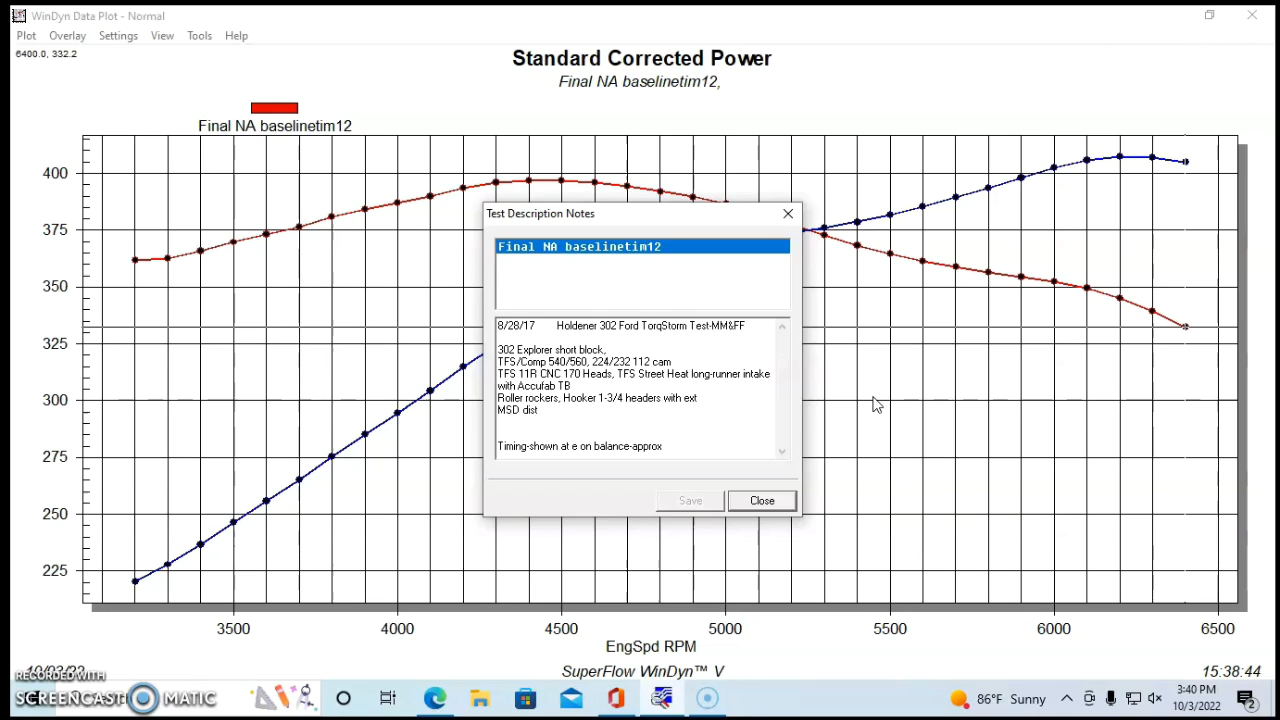 WinDyn Data Plot - Normal
Plot Overlay Settings View Tools Help
6400.0, 332.2
Standard Corrected Power
Final NA baselinetim12,
Final NA baselinetim12
400
375
350
325
300
275
250
225
Test Description Notes
Final NA baselinetim12
8/28/17 Holdener 302 Ford TorqStorm Test-MM&FF
302 Explorer short block,
TFS/Comp 540/560, 224/232 112 cam
TFS 11R CNC 170 Heads, TFS Street Heat long-runner intake
with Accufab TB
Roller rockers, Hooker 1-3/4 headers with ext
MSD dist
Timing-shown at e on balance-approx
Save Close
3500 4000 4500 5000 5500 6000 6500
EngSpd RPM
SuperFlow WinDyn™ V
15:38:44
RECORDED WITH
SCREENCAST MATIC
86°F Sunny
3:40 PM
10/3/2022
2